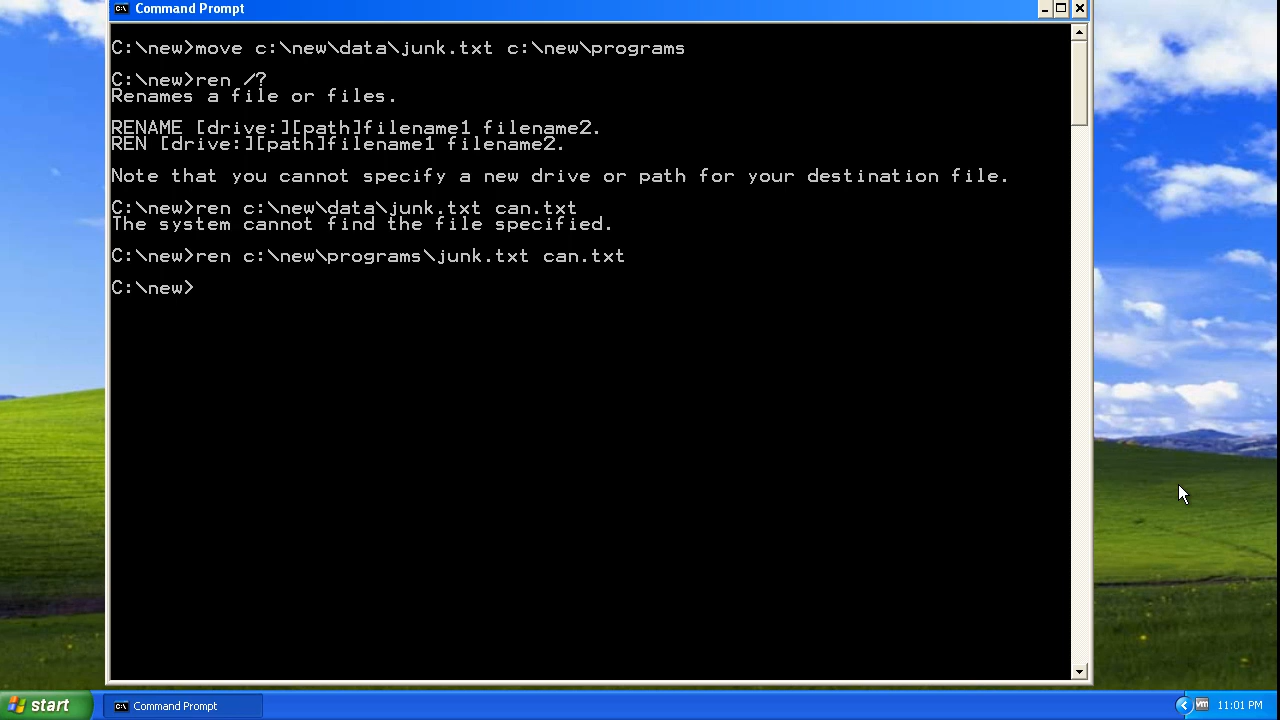 Command Prompt
C:\new>move c:\new\data\junk.txt c:\new\programs
C:\new>ren /?
Renames a file or files.
RENAME [drive:][path]filename1 filename2.
REN [drive:][path]filename1 filename2.
Note that you cannot specify a new drive or path for your destination file.
C:\new>ren c:\new\data\junk.txt can.txt
The system cannot find the file specified.
C:\new>ren c:\new\programs\junk.txt can.txt
C:\new>
start
Command Prompt
vm
11:01 PM